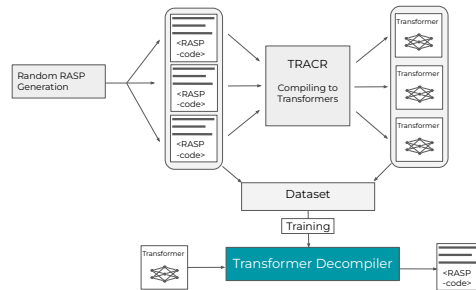 Random RASP
Generation
<RASP
-code>
<RASP
-code>
<RASP
-code>
TRACR
Compiling to
Transformers
Transformer
Transformer
Transformer
Dataset
Training
Transformer
Transformer Decompiler
<RASP
-code>